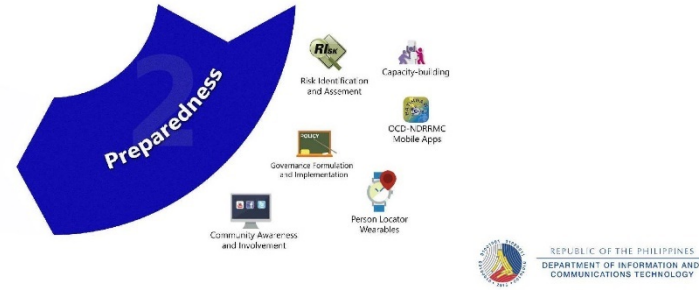 2
Preparedness
RISK
Risk Identification
and Assement
Capacity-building
OCD-NDRRMC
Mobile Apps
POLICY
Governance Formulation
and Implementation
Person Locator
Wearables
Community Awareness
and Involvement
REPUBLIC OF THE PHILIPPINES
DEPARTMENT OF INFORMATION AND
COMMUNICATIONS TECHNOLOGY